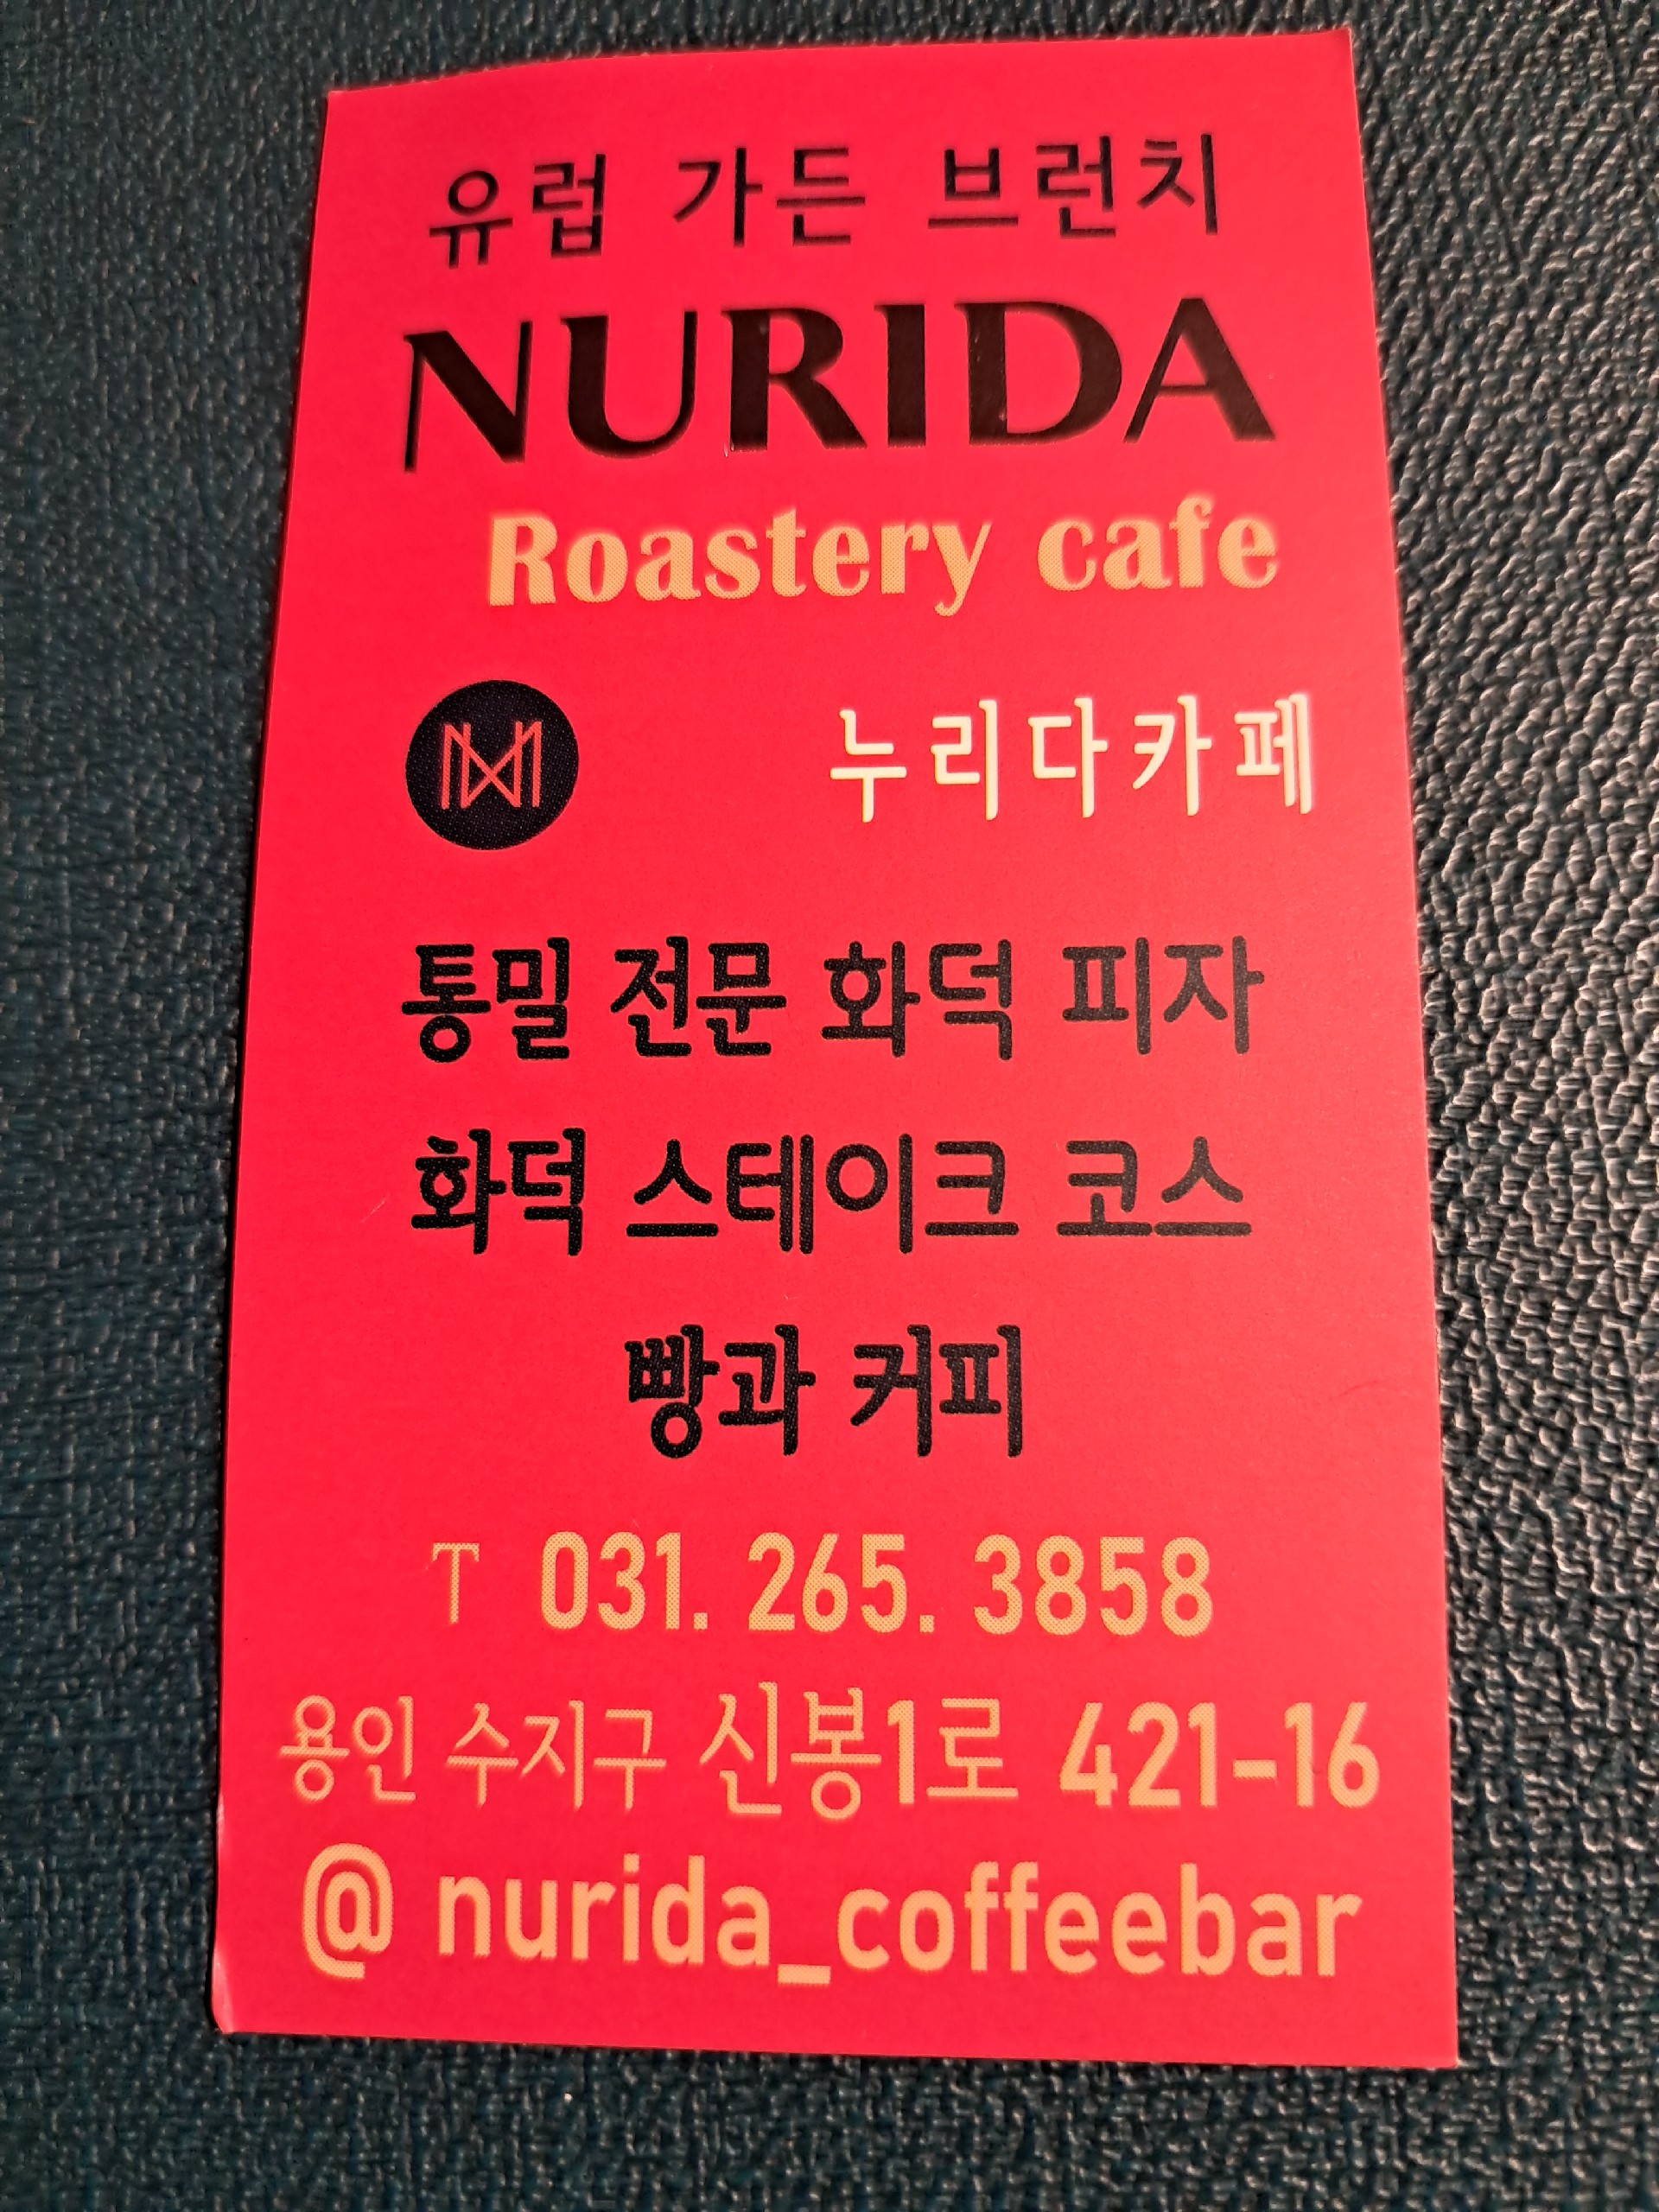 유럽 가든 브런치
NURIDA
Roastery cafe
누리다카페
통밀 전문 화덕 피자
화덕 스테이크 코스
빵과 커피
T 031. 265. 3858
용인 수지구 신봉1로 421-16
@ nurida_coffeebar